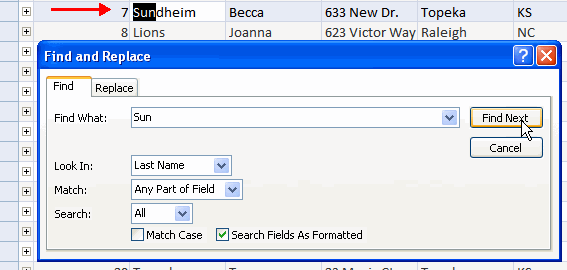 7 Sundheim Becca 633 New Dr. Topeka KS
8 Lions Joanna 623 Victor Way Raleigh NC
Find and Replace
Find Replace
Find What: Sun Find Next
Cancel
Look In: Last Name
Match: Any Part of Field
Search: All
Match Case Search Fields As Formatted